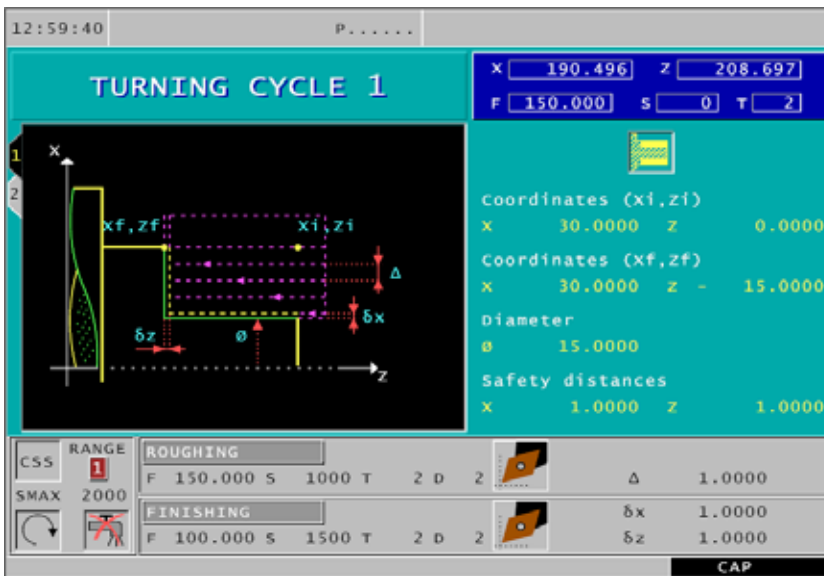 12:59:40 P......
TURNING CYCLE 1
X 190.496 Z 208.697
F 150.000 S 0 T 2
1
2
X
xf,zf xi,zi
Δ
δx
δz ø
Z
Coordinates (xi,zi)
X 30.0000 Z 0.0000
Coordinates (xf,zf)
X 30.0000 Z - 15.0000
Diameter
ø 15.0000
Safety distances
X 1.0000 Z 1.0000
CSS RANGE
1
SMAX 2000
ROUGHING
F 150.000 S 1000 T 2 D 2 Δ 1.0000
FINISHING
F 100.000 S 1500 T 2 D 2
δx 1.0000
δz 1.0000
CAP